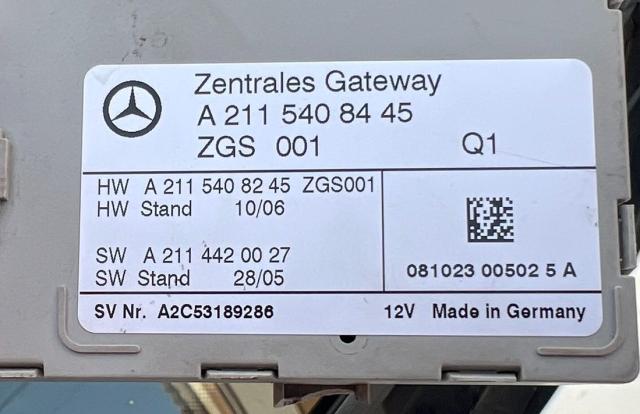 Zentrales Gateway
A 211 540 84 45
ZGS 001 Q1
HW A 211 540 82 45 ZGS001
HW Stand 10/06
SW A 211 442 00 27
SW Stand 28/05
081023 00502 5 A
SV Nr. A2C53189286 12V Made in Germany